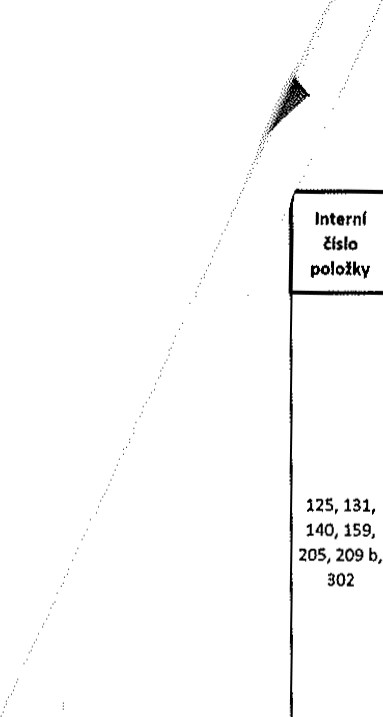 Interní
číslo
položky
125, 131,
140, 159,
205, 209 b,
302